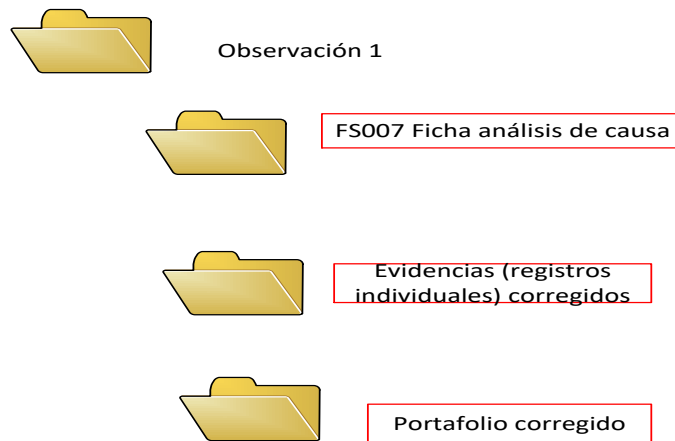 Observación 1
FS007 Ficha análisis de causa
Evidencias (registros
individuales) corregidos
Portafolio corregido